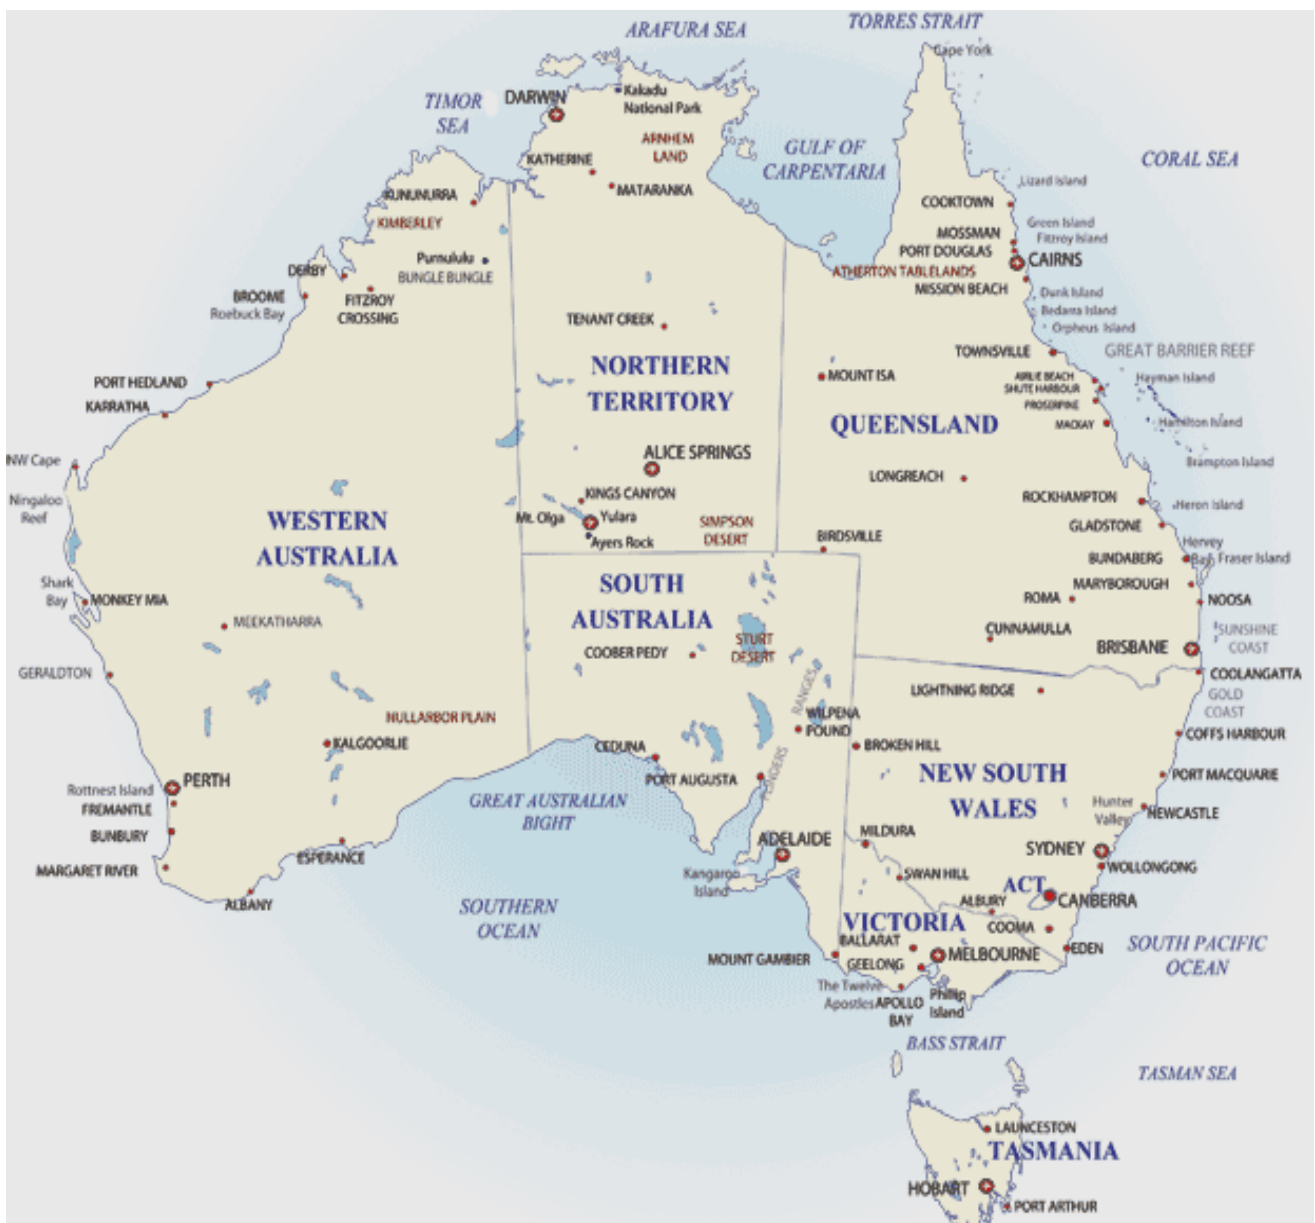 ARAFURA SEA
TORRES STRAIT
Cape York
TIMOR
SEA
DARWIN
Kakadu
National Park
ARNHEM
LAND
GULF OF
CARPENTARIA
CORAL SEA
KATHERINE
MATARANKA
KUNUNURRA
KIMBERLEY
Purnululu
BUNGLE BUNGLE
DERBY
BROOME
Roebuck Bay
FITZROY
CROSSING
Lizard Island
COOKTOWN
Green Island
Fitzroy Island
MOSSMAN
PORT DOUGLAS
CAIRNS
ATHERTON TABLELANDS
MISSION BEACH
Dunk Island
Bedarra Island
Orpheus Island
TENANT CREEK
TOWNSVILLE
GREAT BARRIER REEF
NORTHERN
TERRITORY
MOUNT ISA
AIRLIE BEACH
SHUTE HARBOUR
PROSERPINE
Hayman Island
PORT HEDLAND
KARRATHA
QUEENSLAND
MACKAY
Hamilton Island
Brampton Island
NW Cape
ALICE SPRINGS
LONGREACH
Ningaloo
Reef
KINGS CANYON
ROCKHAMPTON
Heron Island
WESTERN
AUSTRALIA
Mt. Olga
Yulara
Ayers Rock
SIMPSON
DESERT
GLADSTONE
BIRDSVILLE
Hervey
Bay
Fraser Island
BUNDABERG
Shark
Bay
MONKEY MIA
SOUTH
AUSTRALIA
MARYBOROUGH
ROMA
NOOSA
MEEKATHARRA
CUNNAMULLA
SUNSHINE
COAST
STURT
DESERT
COOBER PEDY
BRISBANE
GERALDTON
COOLANGATTA
LIGHTNING RIDGE
GOLD
COAST
NULLARBOR PLAIN
FLINDERS
RANGES
WILPENA
POUND
COFFS HARBOUR
KALGOORLIE
CEDUNA
BROKEN HILL
PORT AUGUSTA
NEW SOUTH
WALES
PORT MACQUARIE
Rottnest Island
PERTH
FREMANTLE
GREAT AUSTRALIAN
BIGHT
Hunter
Valley
NEWCASTLE
BUNBURY
ADELAIDE
MILDURA
SYDNEY
ESPERANCE
MARGARET RIVER
Kangaroo
Island
SWAN HILL
WOLLONGONG
ACT
CANBERRA
ALBANY
SOUTHERN
OCEAN
ALBURY
VICTORIA
COOMA
BALLARAT
MELBOURNE
EDEN
SOUTH PACIFIC
OCEAN
MOUNT GAMBIER
GEELONG
The Twelve
Apostles
APOLLO
BAY
Phillip
Island
BASS STRAIT
TASMAN SEA
LAUNCESTON
TASMANIA
HOBART
PORT ARTHUR